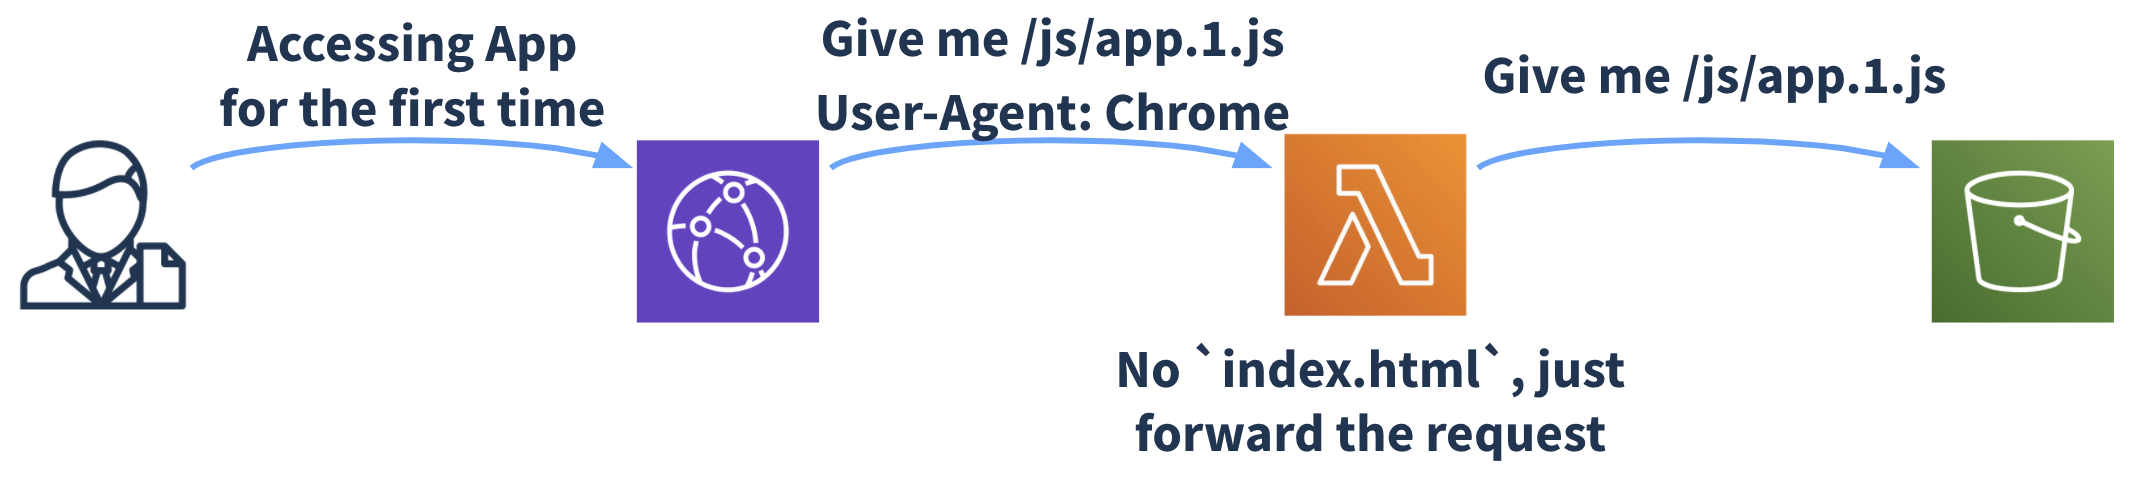 Accessing App
for the first time
Give me /js/app.1.js
User-Agent: Chrome
Give me /js/app.1.js
No `index.html`, just
forward the request